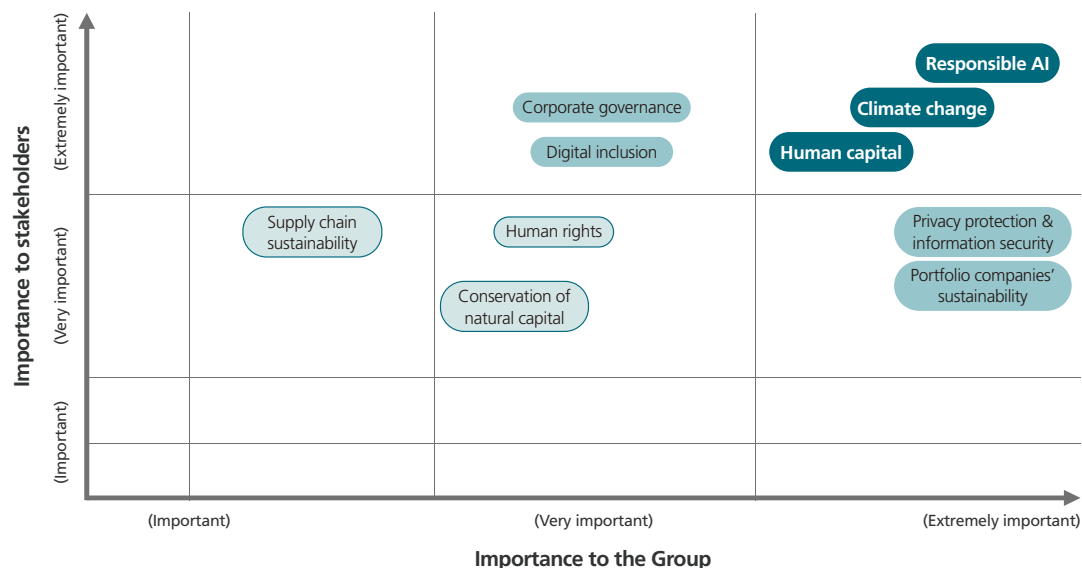 Importance to stakeholders
(Extremely important)
(Very important)
(Important)
Responsible AI
Corporate governance
Climate change
Digital inclusion
Human capital
Supply chain
sustainability
Human rights
Privacy protection &
information security
Conservation of
natural capital
Portfolio companies’
sustainability
(Important)
(Very important)
(Extremely important)
Importance to the Group